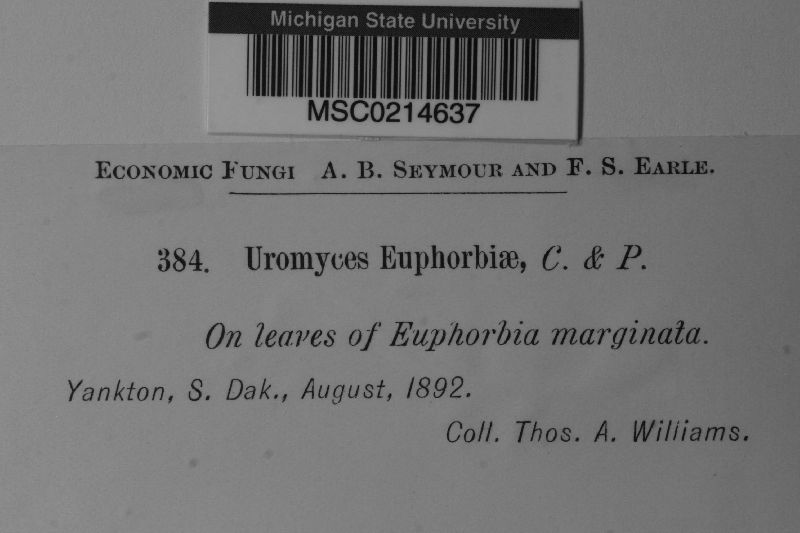 Michigan State University
MSC0214637
Economic Fungi A. B. Seymour and F. S. Earle.
384. Uromyces Euphorbiæ, C. & P.
On leaves of Euphorbia marginata.
Yankton, S. Dak., August, 1892.
Coll. Thos. A. Williams.